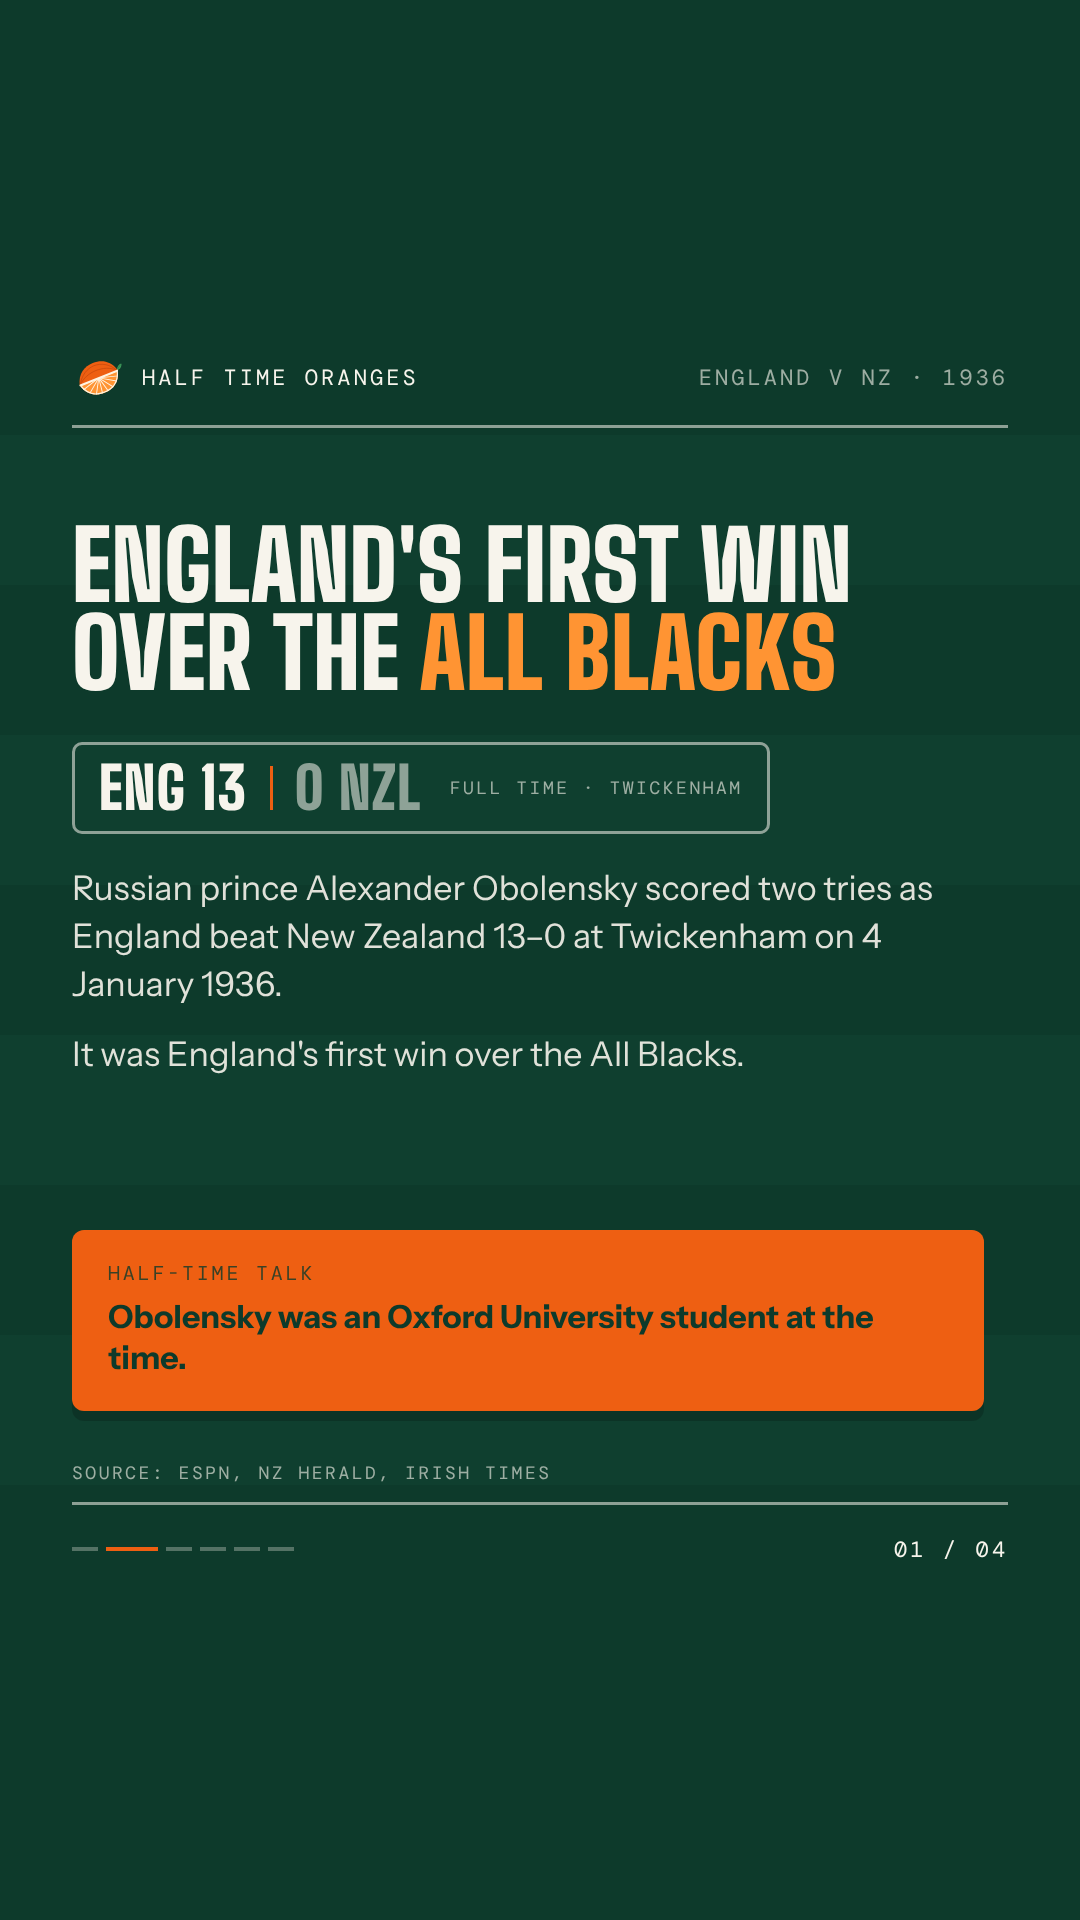 HALF TIME ORANGES
ENGLAND V NZ · 1936
ENGLAND'S FIRST WIN
OVER THE ALL BLACKS
ENG 13 | 0 NZL FULL TIME · TWICKENHAM
Russian prince Alexander Obolensky scored two tries as
England beat New Zealand 13–0 at Twickenham on 4
January 1936.
It was England's first win over the All Blacks.
HALF-TIME TALK
Obolensky was an Oxford University student at the
time.
SOURCE: ESPN, NZ HERALD, IRISH TIMES
01 / 04